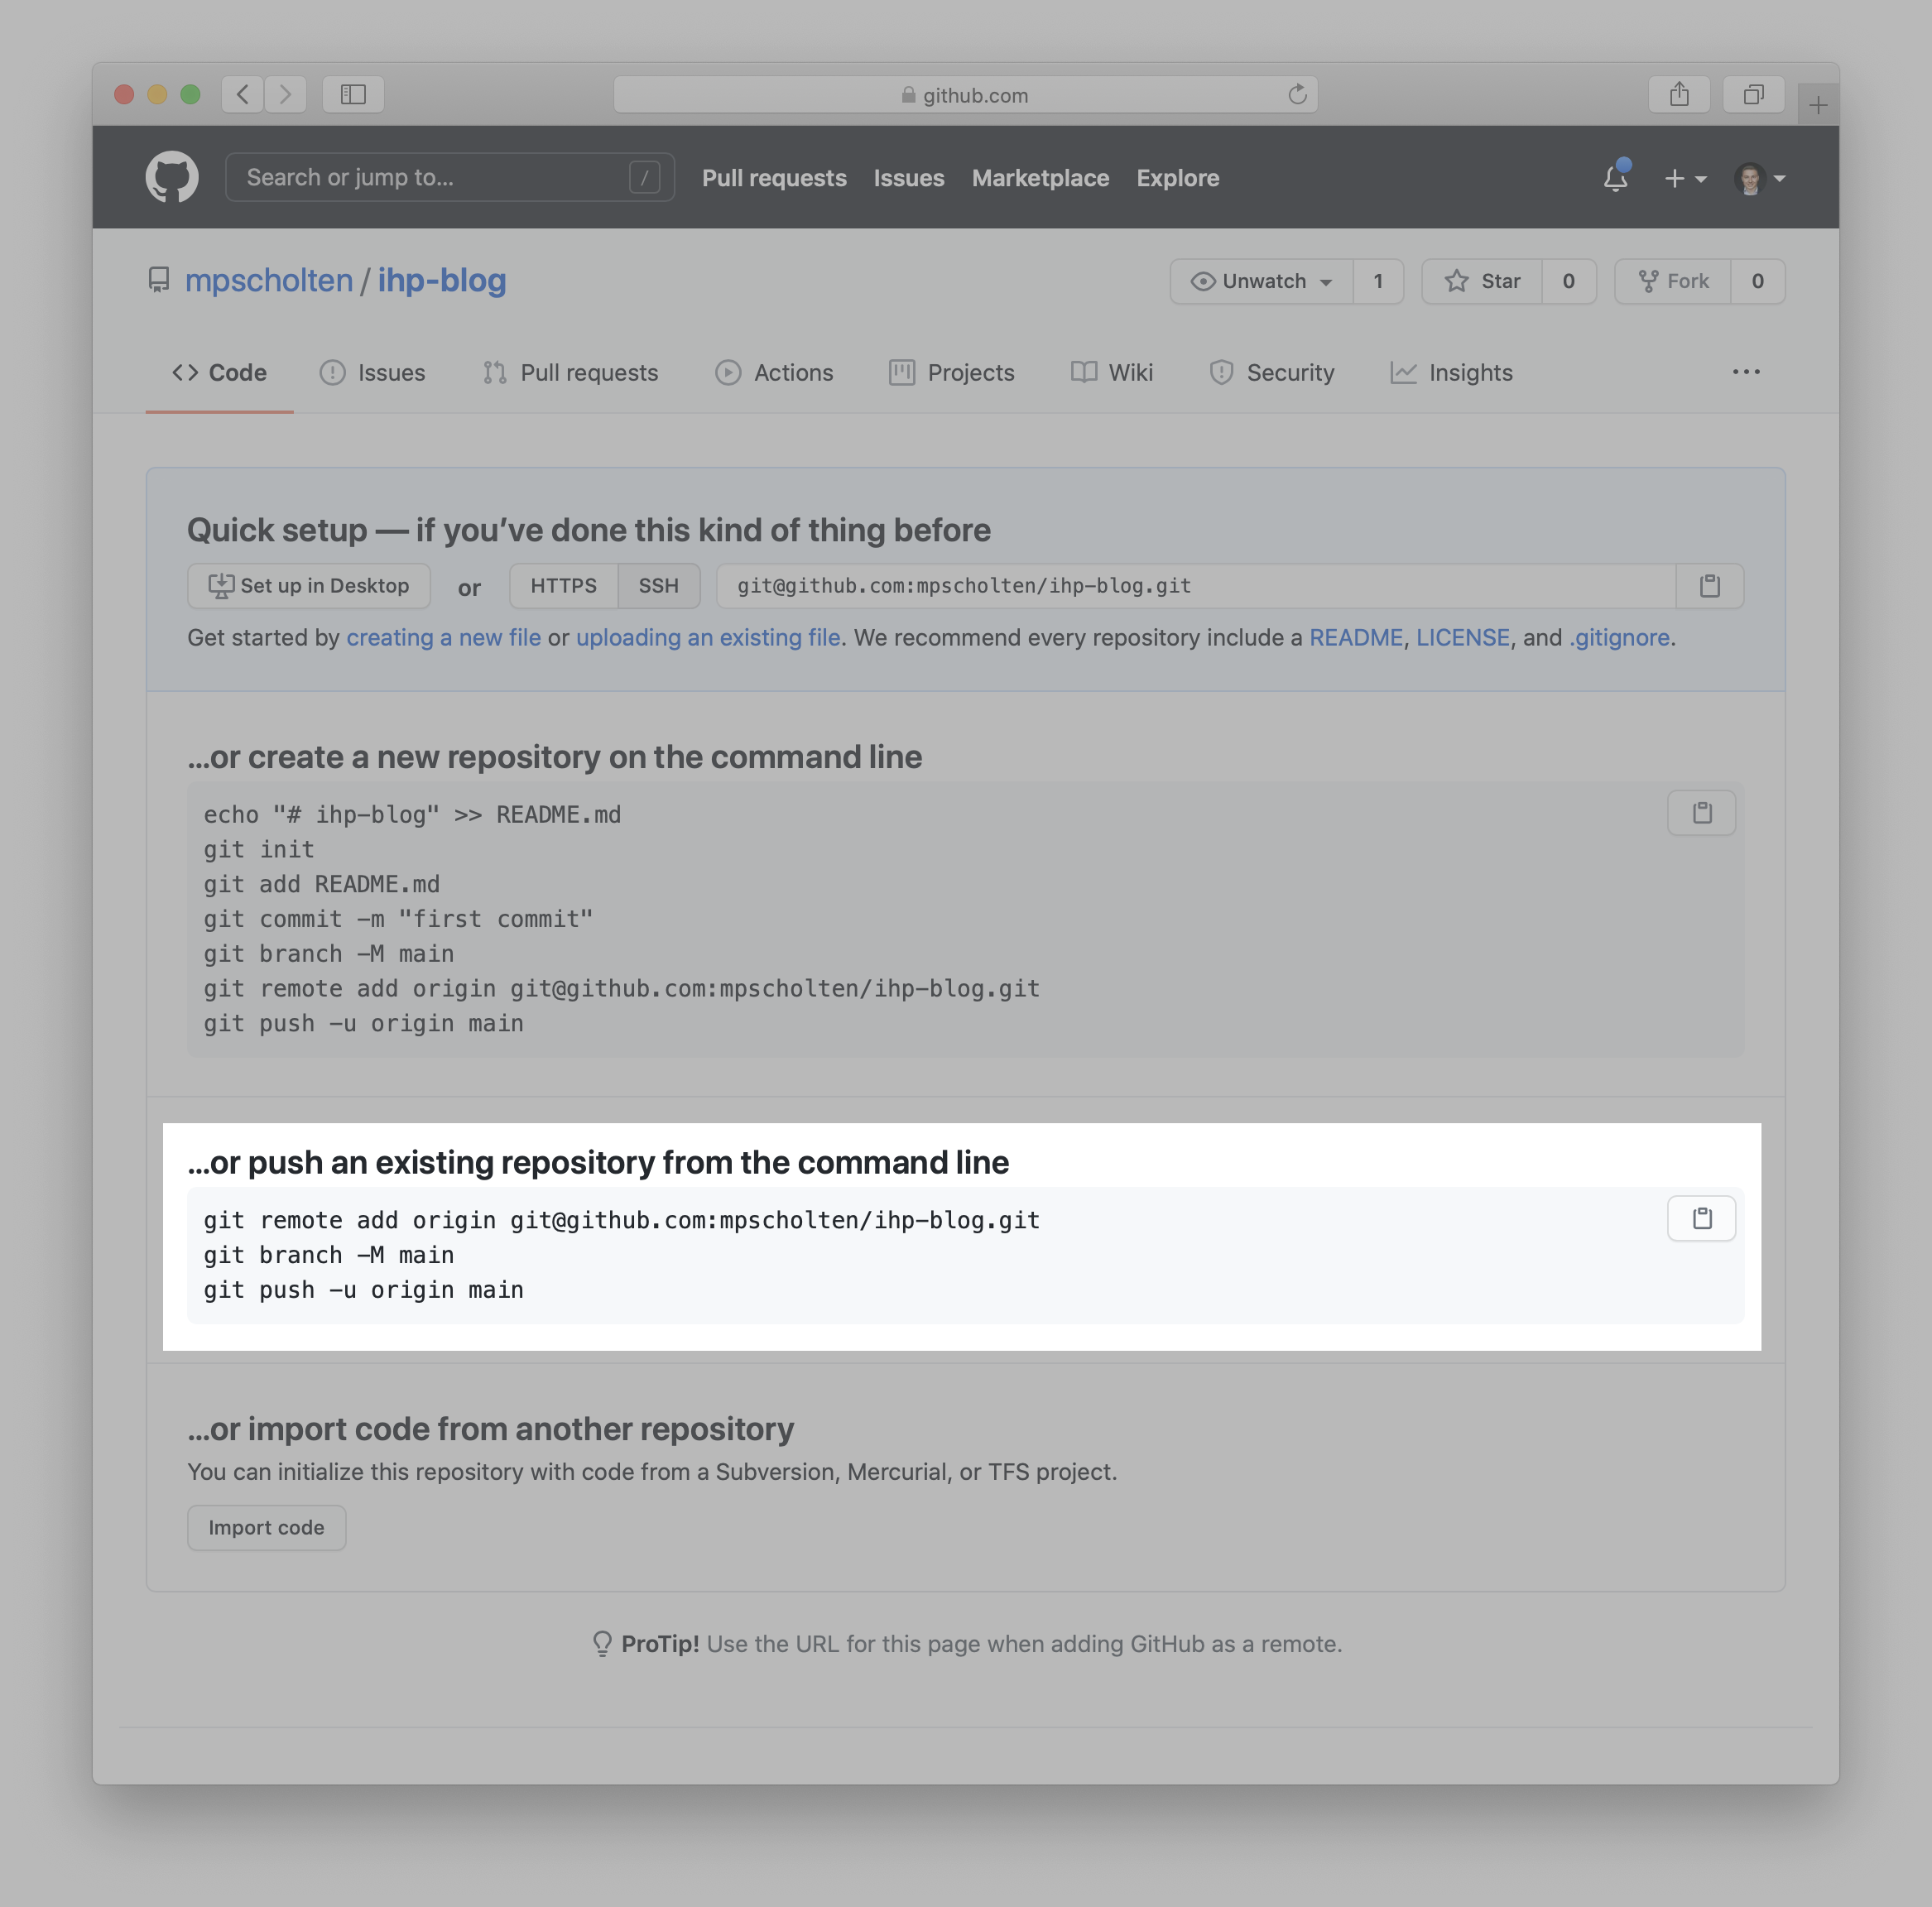 github.com
Search or jump to... /
Pull requests Issues Marketplace Explore
mpscholten / ihp-blog
Unwatch 1 Star 0 Fork 0
Code Issues Pull requests Actions Projects Wiki Security Insights
Quick setup — if you’ve done this kind of thing before
Set up in Desktop or HTTPS SSH git@github.com:mpscholten/ihp-blog.git
Get started by creating a new file or uploading an existing file. We recommend every repository include a README, LICENSE, and .gitignore.
…or create a new repository on the command line
echo "# ihp-blog" >> README.md
git init
git add README.md
git commit -m "first commit"
git branch -M main
git remote add origin git@github.com:mpscholten/ihp-blog.git
git push -u origin main
…or push an existing repository from the command line
git remote add origin git@github.com:mpscholten/ihp-blog.git
git branch -M main
git push -u origin main
…or import code from another repository
You can initialize this repository with code from a Subversion, Mercurial, or TFS project.
Import code
ProTip! Use the URL for this page when adding GitHub as a remote.